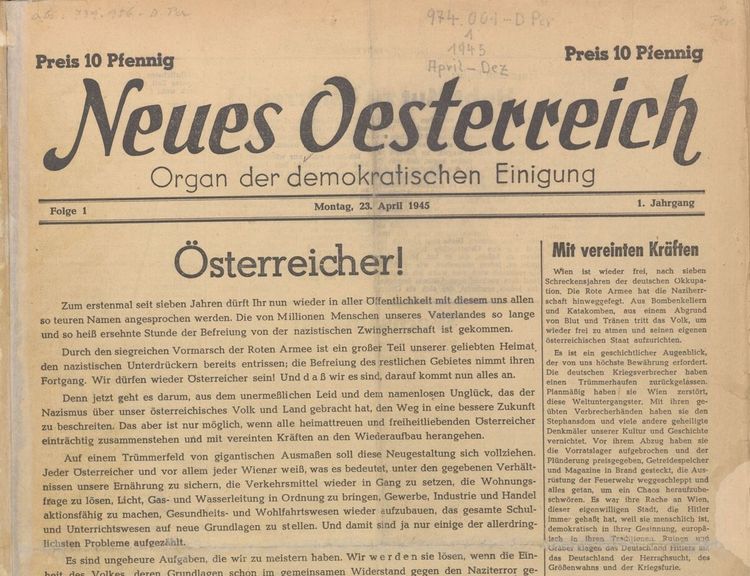 974.001-D Per
1
1945
April-Dez
Per
Preis 10 Pfennig
Preis 10 Pfennig
Neues Oesterreich
Organ der demokratischen Einigung
Folge 1
Montag, 23. April 1945
1. Jahrgang
Österreicher!
Zum erstenmal seit sieben Jahren dürft Ihr nun wieder in aller Öffentlichkeit mit diesem uns allen
so teuren Namen angesprochen werden. Die von Millionen Menschen unseres Vaterlandes so lange
und so heiß ersehnte Stunde der Befreiung von der nazistischen Zwingherrschaft ist gekommen.
Durch den siegreichen Vormarsch der Roten Armee ist ein großer Teil unserer geliebten Heimat
den nazistischen Unterdrückern bereits entrissen; die Befreiung des restlichen Gebietes nimmt ihren
Fortgang. Wir dürfen wieder Österreicher sein! Und daß wir es sind, darauf kommt nun alles an.
Denn jetzt geht es darum, aus dem unermeßlichen Leid und dem namenlosen Unglück, das der
Nazismus über unser österreichisches Volk und Land gebracht hat, den Weg in eine bessere Zukunft
zu beschreiten. Das aber ist nur möglich, wenn alle heimattreuen und freiheitliebenden Österreicher
einträchtig zusammenstehen und mit vereinten Kräften an den Wiederaufbau herangehen.
Auf einem Trümmerfeld von gigantischen Ausmaßen soll diese Neugestaltung sich vollziehen.
Jeder Österreicher und vor allem jeder Wiener weiß, was es bedeutet, unter den gegebenen Verhält-
nissen unsere Ernährung zu sichern, die Verkehrsmittel wieder in Gang zu setzen, die Wohnungs-
frage zu lösen, Licht, Gas- und Wasserleitung in Ordnung zu bringen, Gewerbe, Industrie und Handel
aktionsfähig zu machen, Gesundheits- und Wohlfahrtswesen wieder aufzubauen, das gesamte Schul-
und Unterrichtswesen auf neue Grundlagen zu stellen. Und damit sind ja nur einige der allerdring-
lichsten Probleme aufgezählt.
Es sind ungeheure Aufgaben, die wir zu meistern haben. Wir werden sie lösen, wenn die Ein-
heit des Volkes, deren Grundlagen schon im gemeinsamen Widerstand gegen den Naziterror ge-
Mit vereinten Kräften
Wien ist wieder frei, nach sieben
Schreckensjahren der deutschen Okkupa-
tion. Die Rote Armee hat die Naziherr-
schaft hinweggefegt. Aus Bombenkellern
und Katakomben, aus einem Abgrund
von Blut und Tränen tritt das Volk, um
wieder frei zu atmen und seinen eigenen
österreichischen Staat aufzurichten.
Es ist ein geschichtlicher Augenblick,
der von uns höchste Bewährung erfordert.
Die deutschen Kriegsverbrecher haben
einen Trümmerhaufen zurückgelassen.
Planmäßig haben sie Wien zerstört,
diese Weltuntergangster. Mit ihren ge-
übten Verbrecherhänden haben sie den
Stephansdom und viele andere geheiligte
Denkmäler unserer Kultur und Geschichte
vernichtet. Vor ihrem Abzug haben sie
die Vorratslager aufgebrochen und der
Plünderung preisgegeben, Getreidespeicher
und Magazine in Brand gesteckt, die Aus-
rüstung der Feuerwehr weggeschleppt und
alles getan, um ein Chaos heraufzube-
schwören. Es war ihre Rache an Wien,
dieser eigenwilligen Stadt, die Hitler
immer gehaßt hat, weil sie menschlich ist,
demokratisch in ihrer Gesinnung, europä-
isch in ihren Traditionen. Ruinen und
Gräber klagen das Deutschland Hitlers an,
das Deutschland der Herrschsucht, des
Größenwahns und der Kriegsfurie.